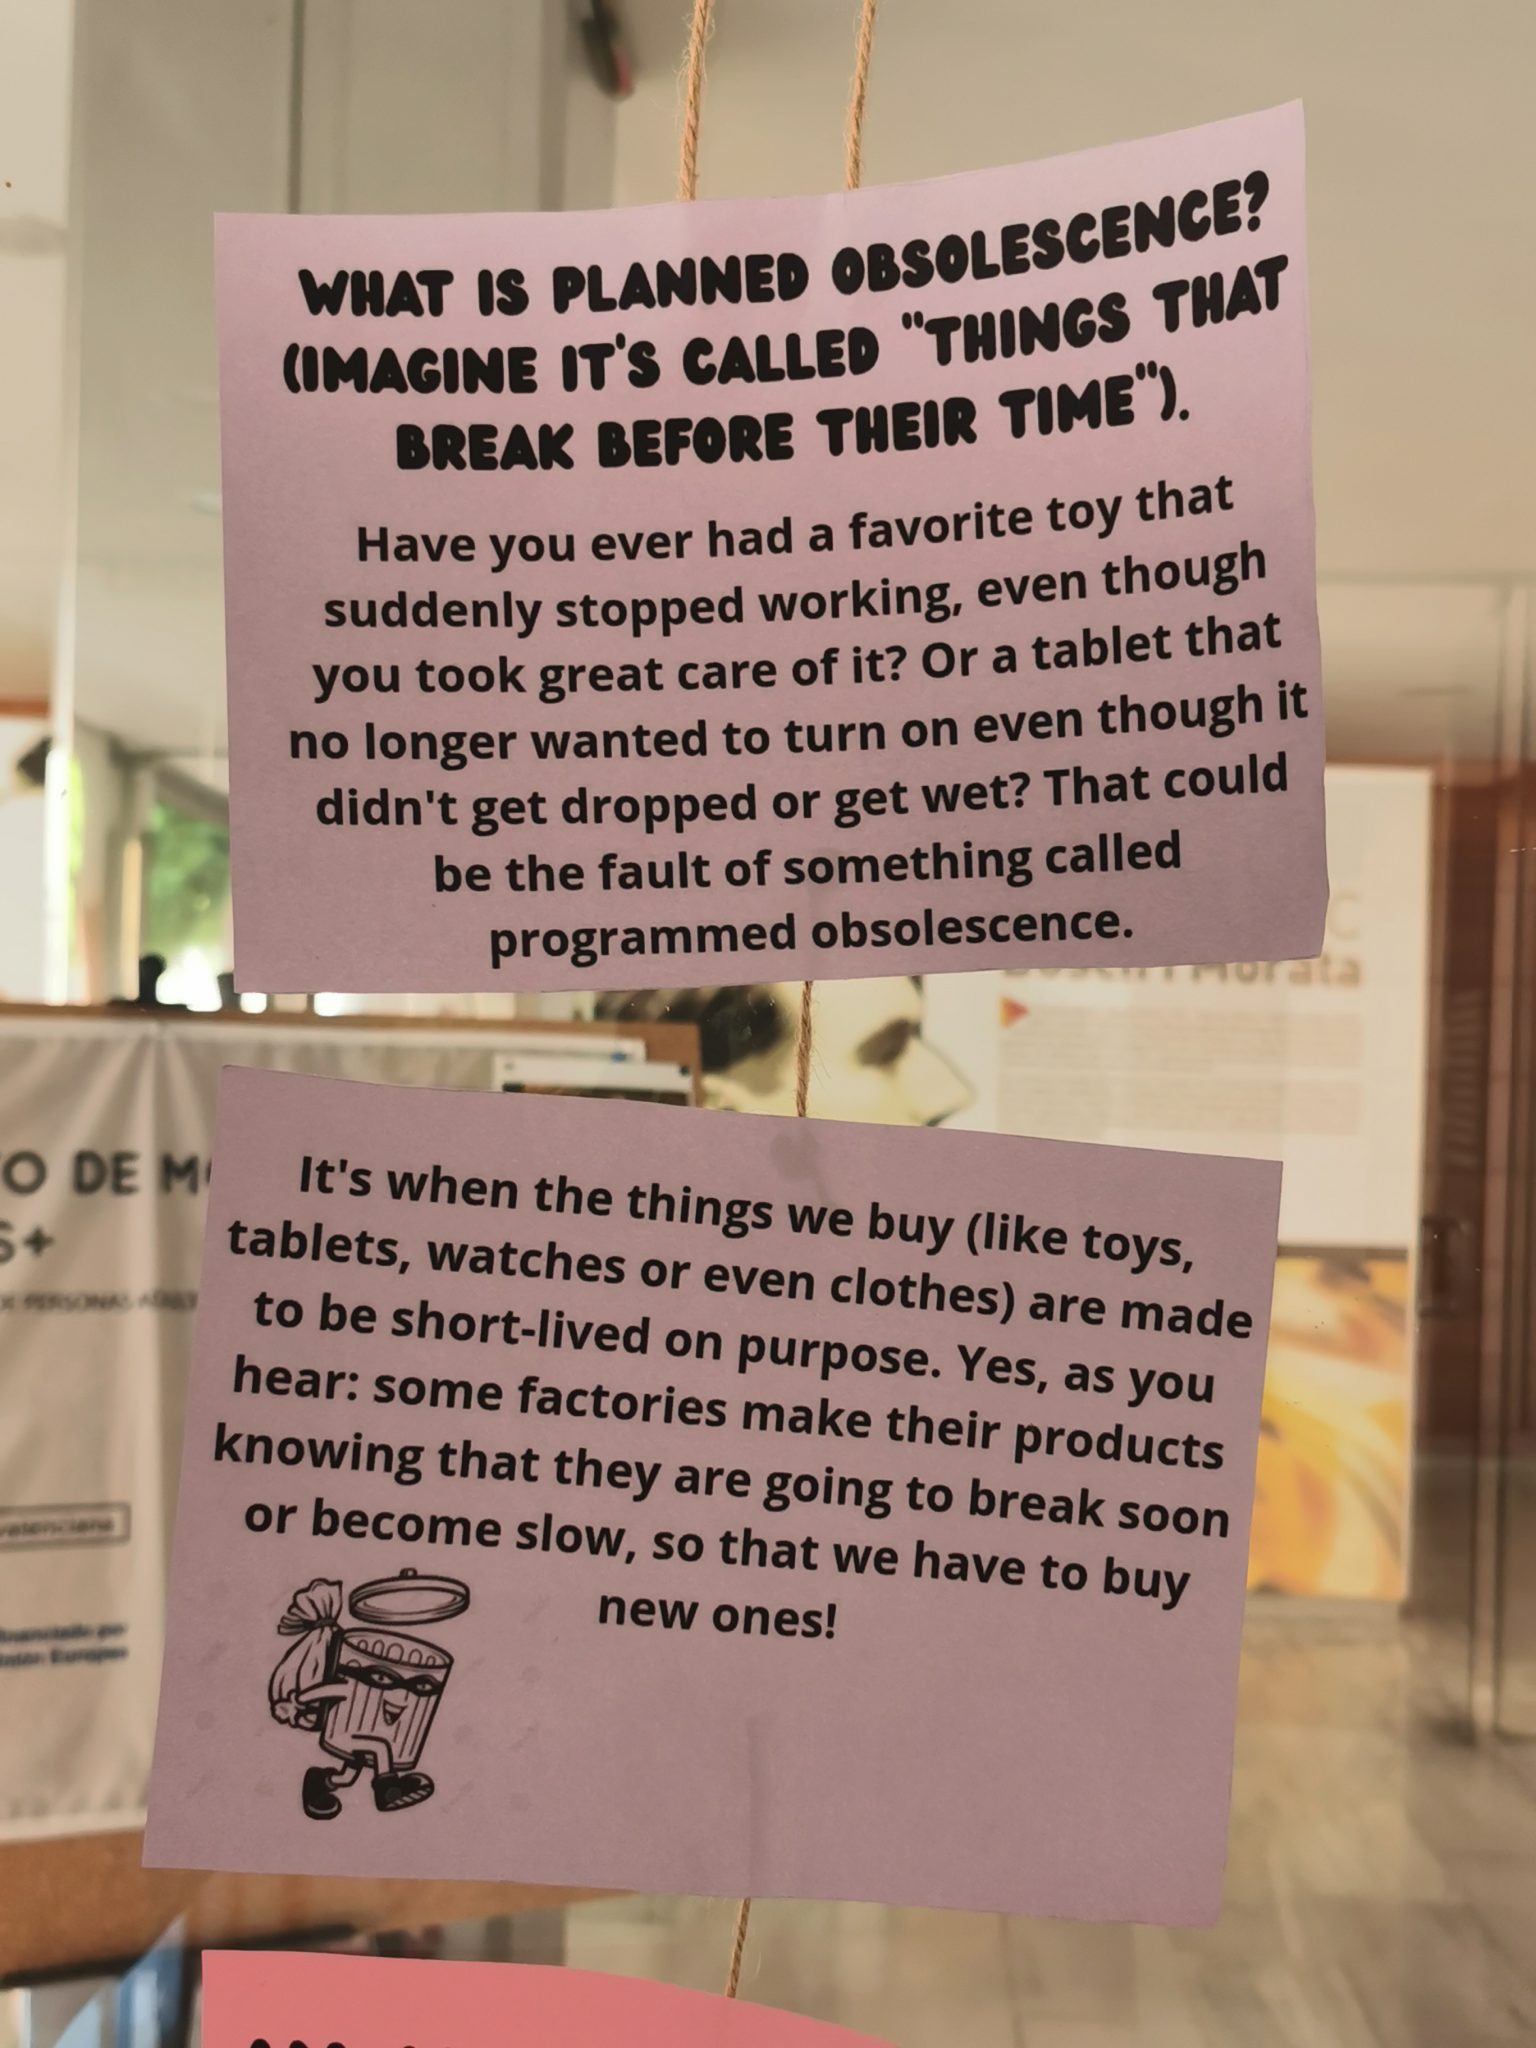 WHAT IS PLANNED OBSOLESCENCE?
(IMAGINE IT'S CALLED "THINGS THAT
BREAK BEFORE THEIR TIME").
Have you ever had a favorite toy that
suddenly stopped working, even though
you took great care of it? Or a tablet that
no longer wanted to turn on even though it
didn't get dropped or get wet? That could
be the fault of something called
programmed obsolescence.
It's when the things we buy (like toys,
tablets, watches or even clothes) are made
to be short-lived on purpose. Yes, as you
hear: some factories make their products
knowing that they are going to break soon
or become slow, so that we have to buy
new ones!
DE
Morata